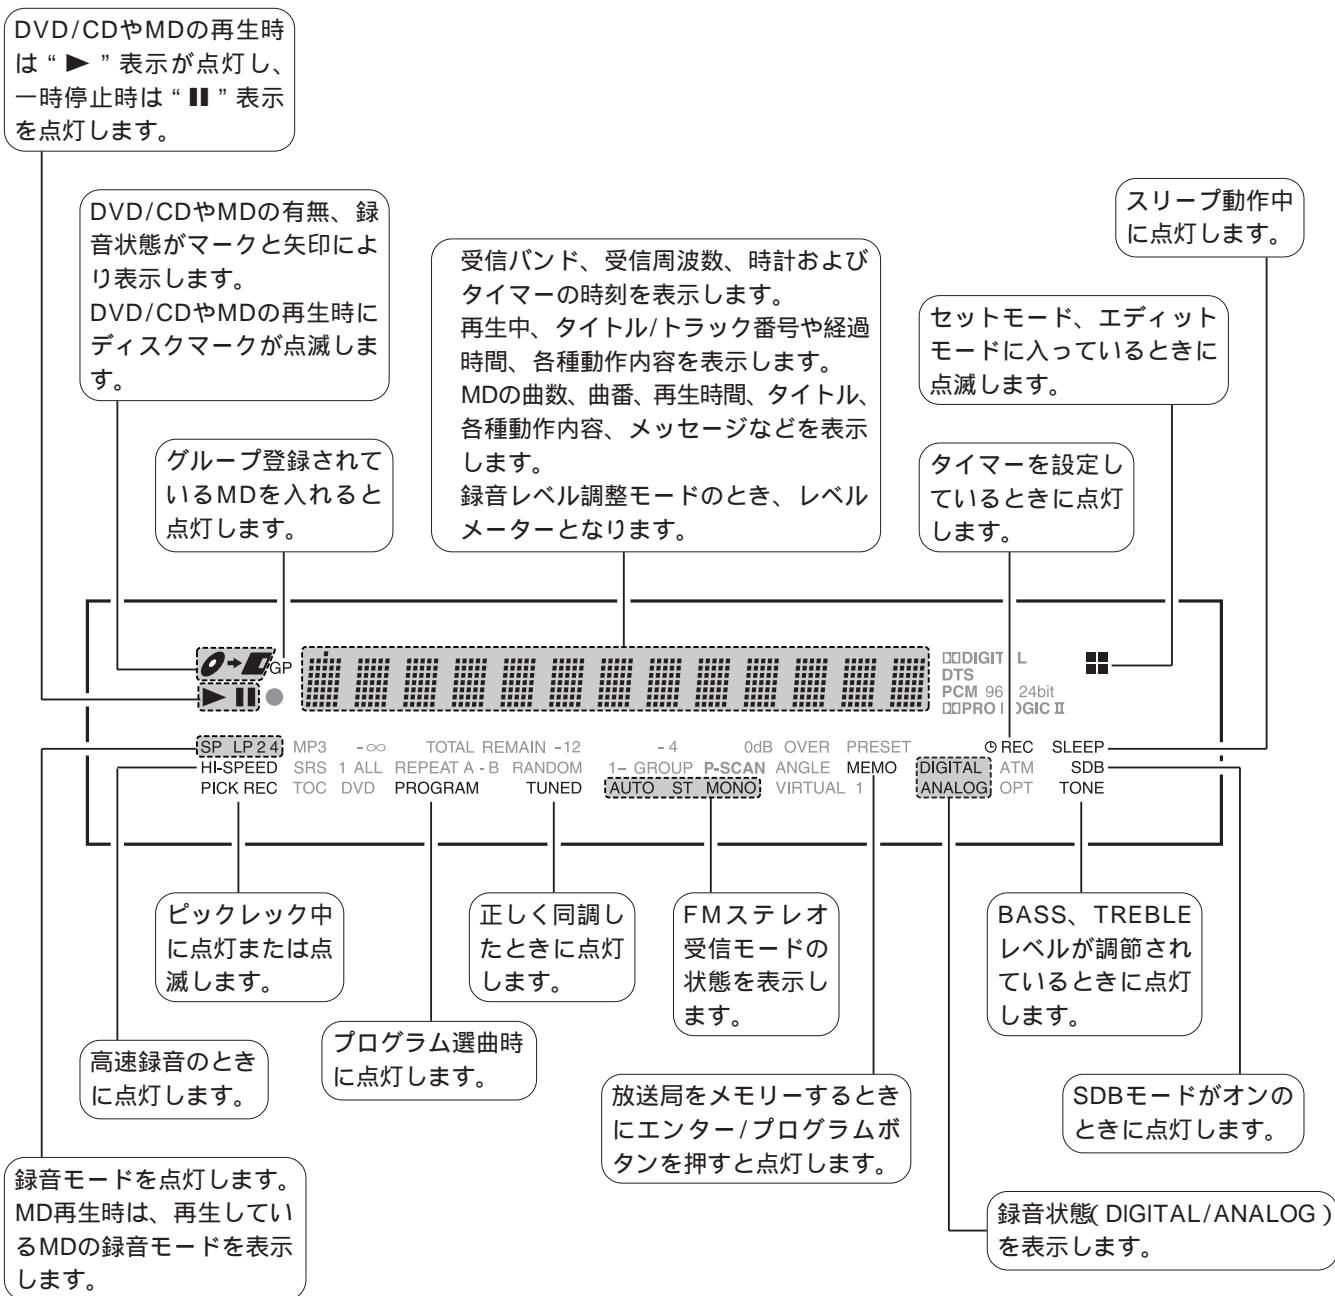 DVD/CDやMDの再生時
は“ ▶ ”表示が点灯し、
一時停止時は“ ❚❚ ”表示
を点灯します。
DVD/CDやMDの有無、録
音状態がマークと矢印によ
り表示します。
DVD/CDやMDの再生時に
ディスクマークが点滅しま
す。
グループ登録されて
いるMDを入れると
点灯します。
受信バンド、受信周波数、時計および
タイマーの時刻を表示します。
再生中、タイトル/トラック番号や経過
時間、各種動作内容を表示します。
MDの曲数、曲番、再生時間、タイトル、
各種動作内容、メッセージなどを表示
します。
録音レベル調整モードのとき、レベル
メーターとなります。
スリープ動作中
に点灯します。
セットモード、エディット
モードに入っているときに
点滅します。
タイマーを設定し
ているときに点灯
します。
GP
DIGITAL
DTS
PCM 96 24bit
PRO LOGIC II
SP LP 2 4 MP3 -∞ TOTAL REMAIN -12 -4 0dB OVER PRESET REC SLEEP
HI-SPEED SRS 1 ALL REPEAT A - B RANDOM 1– GROUP P-SCAN ANGLE MEMO DIGITAL ATM SDB
PICK REC TOC DVD PROGRAM TUNED AUTO ST MONO VIRTUAL 1 ANALOG OPT TONE
ピックレック中
に点灯または点
滅します。
正しく同調し
たときに点灯
します。
FMステレオ
受信モードの
状態を表示し
ます。
BASS、TREBLE
レベルが調節され
ているときに点灯
します。
高速録音のとき
に点灯します。
プログラム選曲時
に点灯します。
放送局をメモリーするとき
にエンター/プログラムボ
タンを押すと点灯します。
SDBモードがオンの
ときに点灯します。
録音モードを点灯します。
MD再生時は、再生してい
るMDの録音モードを表示
します。
録音状態(DIGITAL/ANALOG)
を表示します。